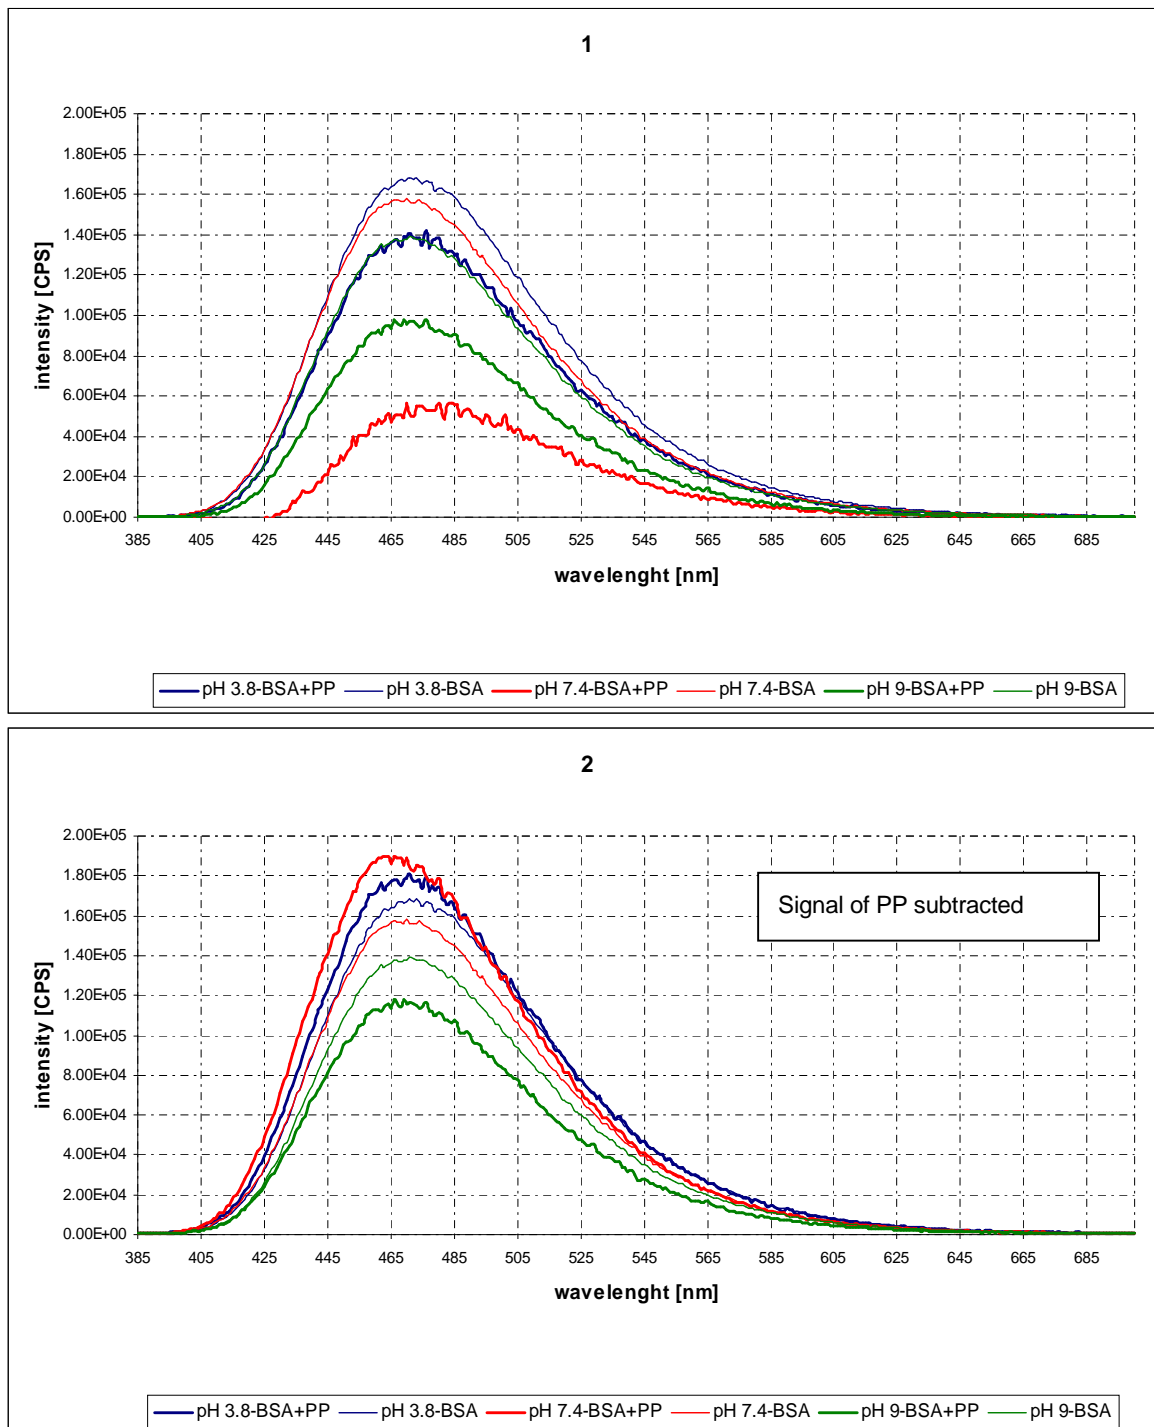 1
2.00E+05
1.80E+05
1.60E+05
1.40E+05
1.20E+05
1.00E+05
8.00E+04
6.00E+04
4.00E+04
2.00E+04
0.00E+00
intensity [CPS]
385 405 425 445 465 485 505 525 545 565 585 605 625 645 665 685
wavelenght [nm]
pH 3.8-BSA+PP pH 3.8-BSA pH 7.4-BSA+PP pH 7.4-BSA pH 9-BSA+PP pH 9-BSA
2
2.00E+05
1.80E+05
1.60E+05
1.40E+05
1.20E+05
1.00E+05
8.00E+04
6.00E+04
4.00E+04
2.00E+04
0.00E+00
intensity [CPS]
Signal of PP subtracted
385 405 425 445 465 485 505 525 545 565 585 605 625 645 665 685
wavelenght [nm]
pH 3.8-BSA+PP pH 3.8-BSA pH 7.4-BSA+PP pH 7.4-BSA pH 9-BSA+PP pH 9-BSA